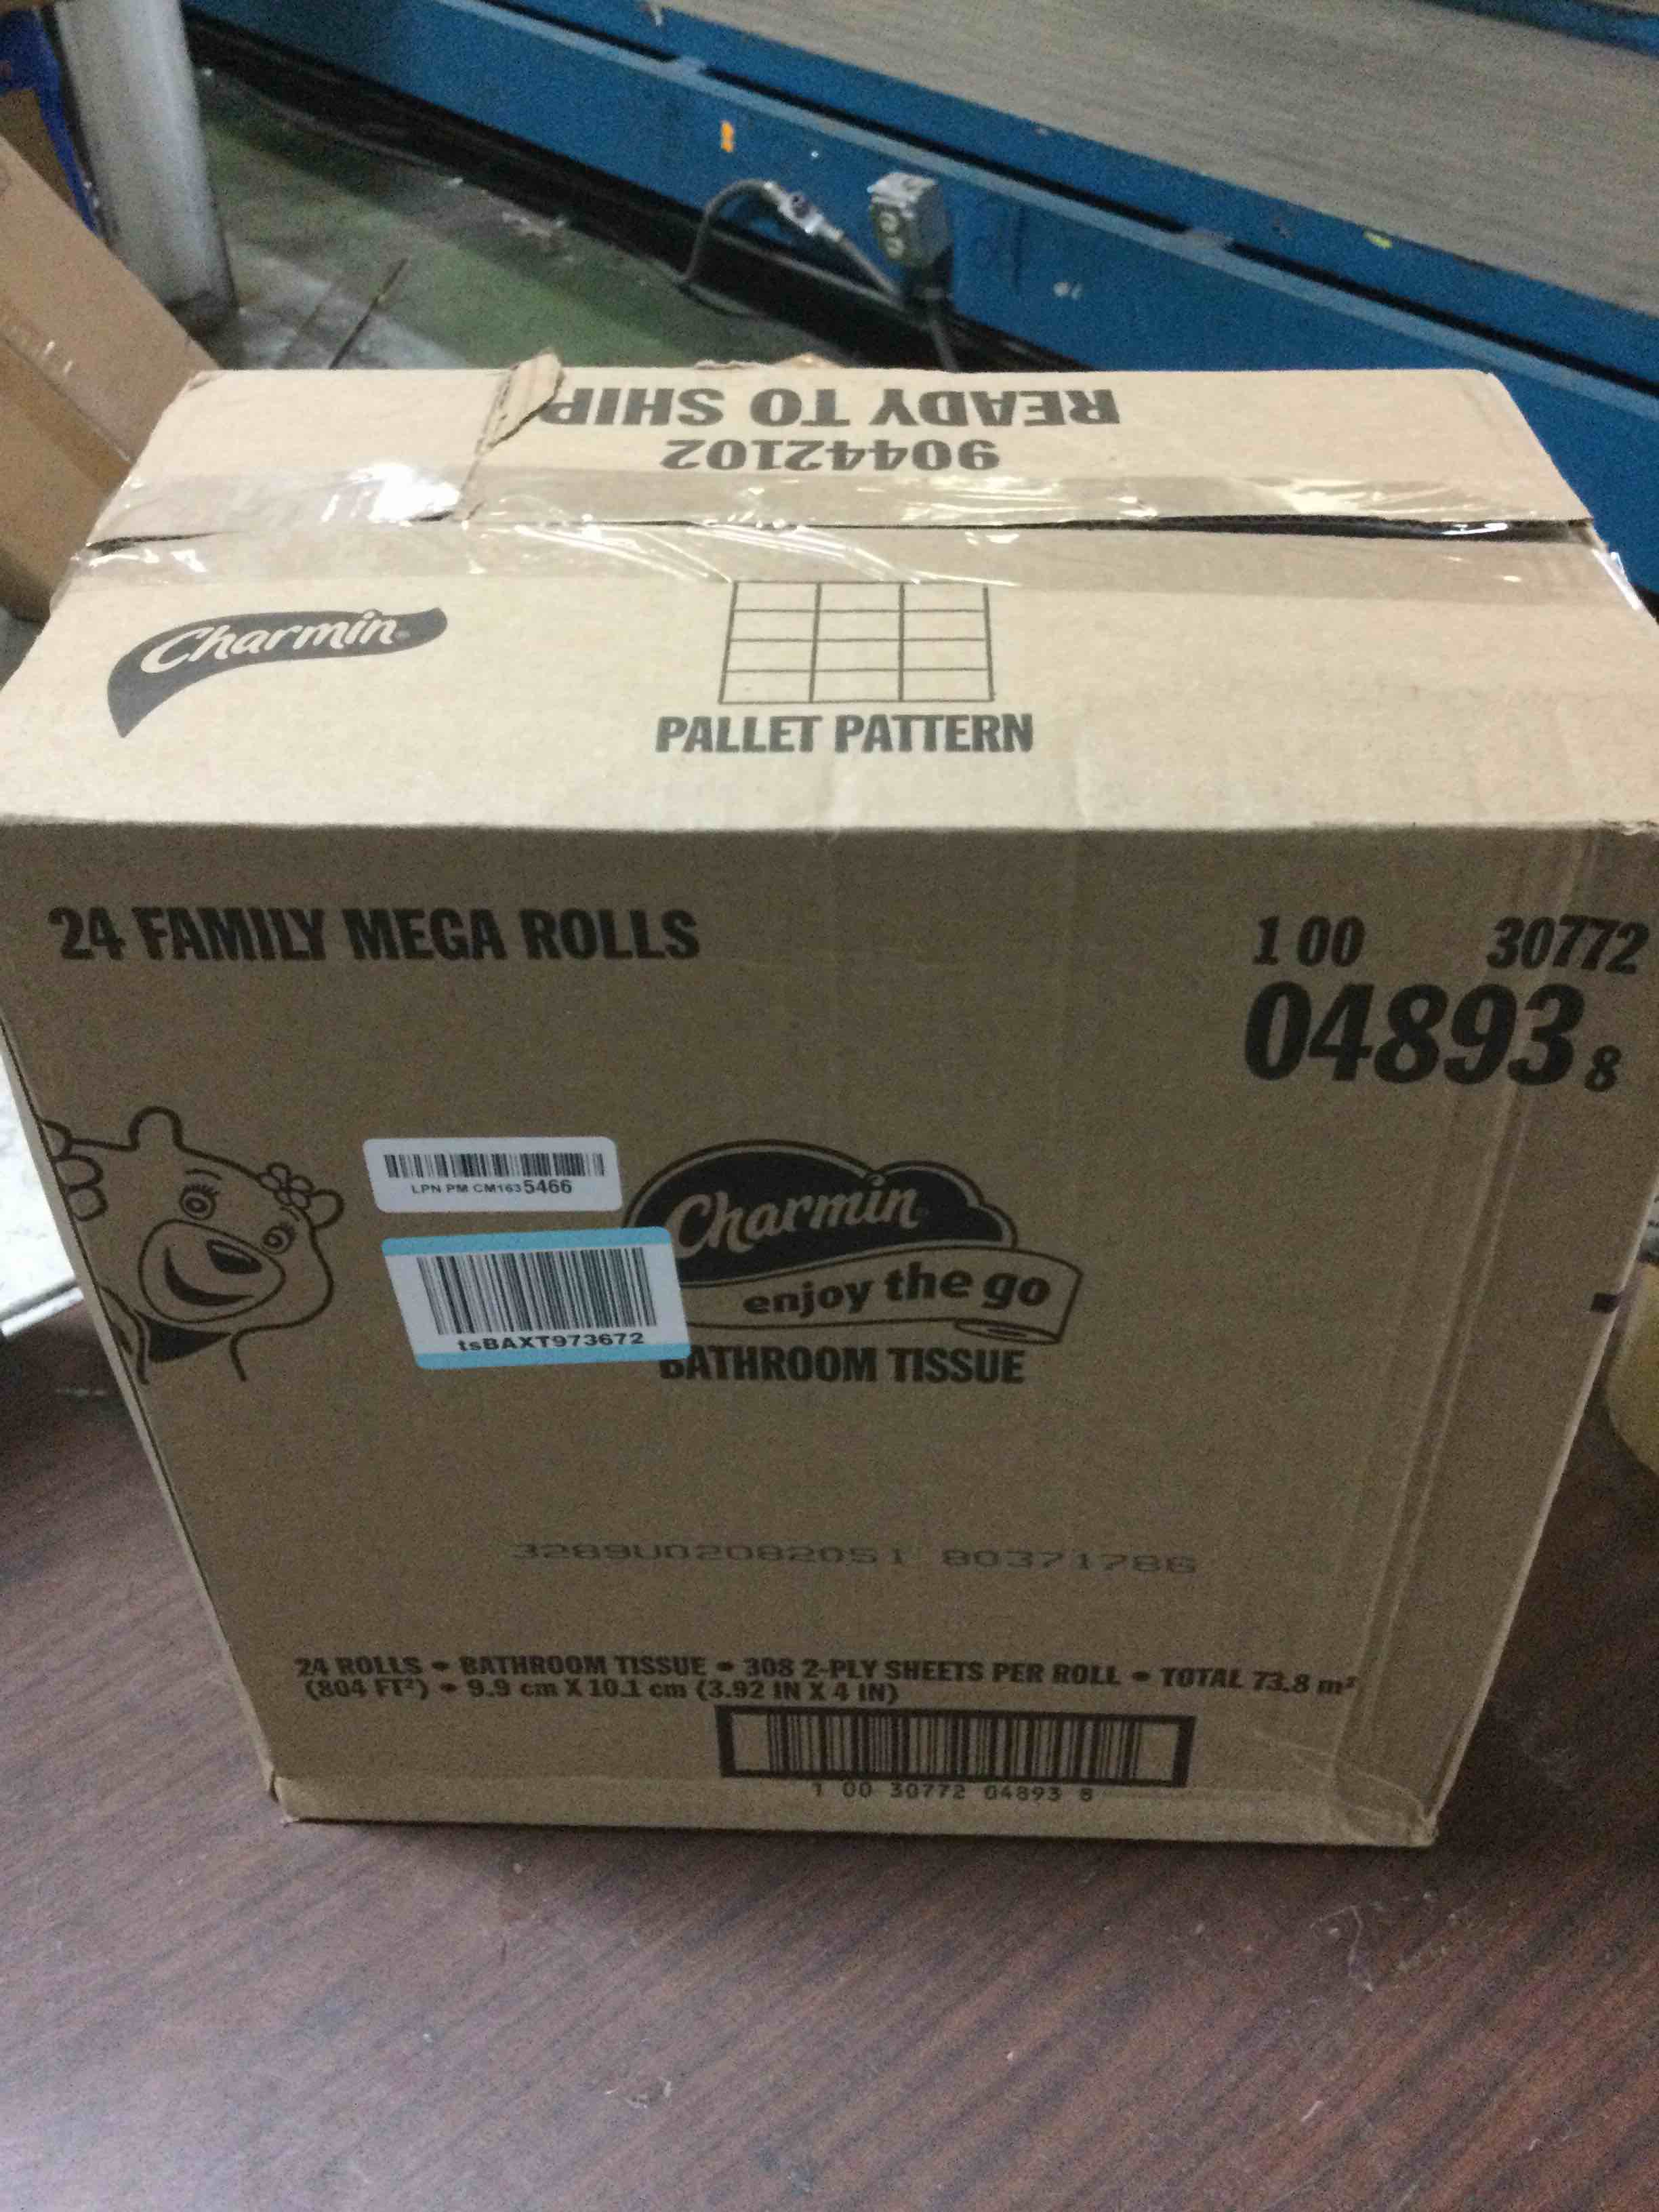 READY TO SHIP
90442102
Charmin
PALLET PATTERN
24 FAMILY MEGA ROLLS
1 00 30772
04893 8
LPN PM CM1635466
tsBAXT973672
Charmin
enjoy the go
BATHROOM TISSUE
3289U02082051 80371786
24 ROLLS • BATHROOM TISSUE • 308 2-PLY SHEETS PER ROLL • TOTAL 73.8 m²
(804 FT²) • 9.9 cm X 10.1 cm (3.92 IN X 4 IN)
1 00 30772 04893 8